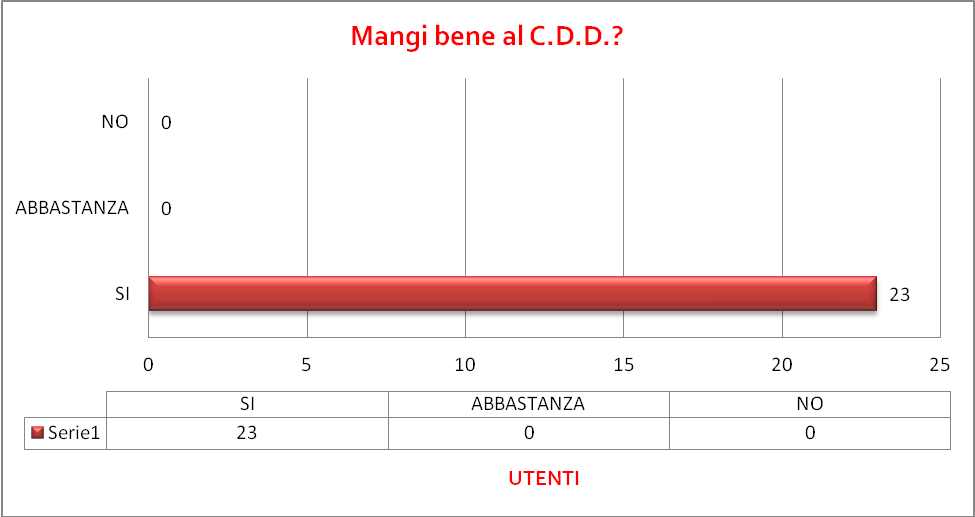 Mangi bene al C.D.D.?
NO 0
ABBASTANZA 0
SI 23
0 5 10 15 20 25
SI ABBASTANZA NO
Serie1 23 0 0
UTENTI